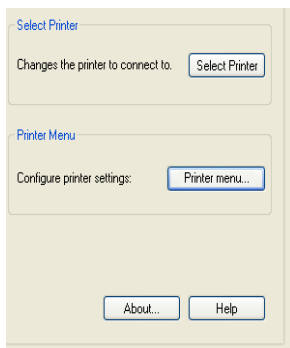 Select Printer
Changes the printer to connect to. Select Printer
Printer Menu
Configure printer settings: Printer menu...
About... Help